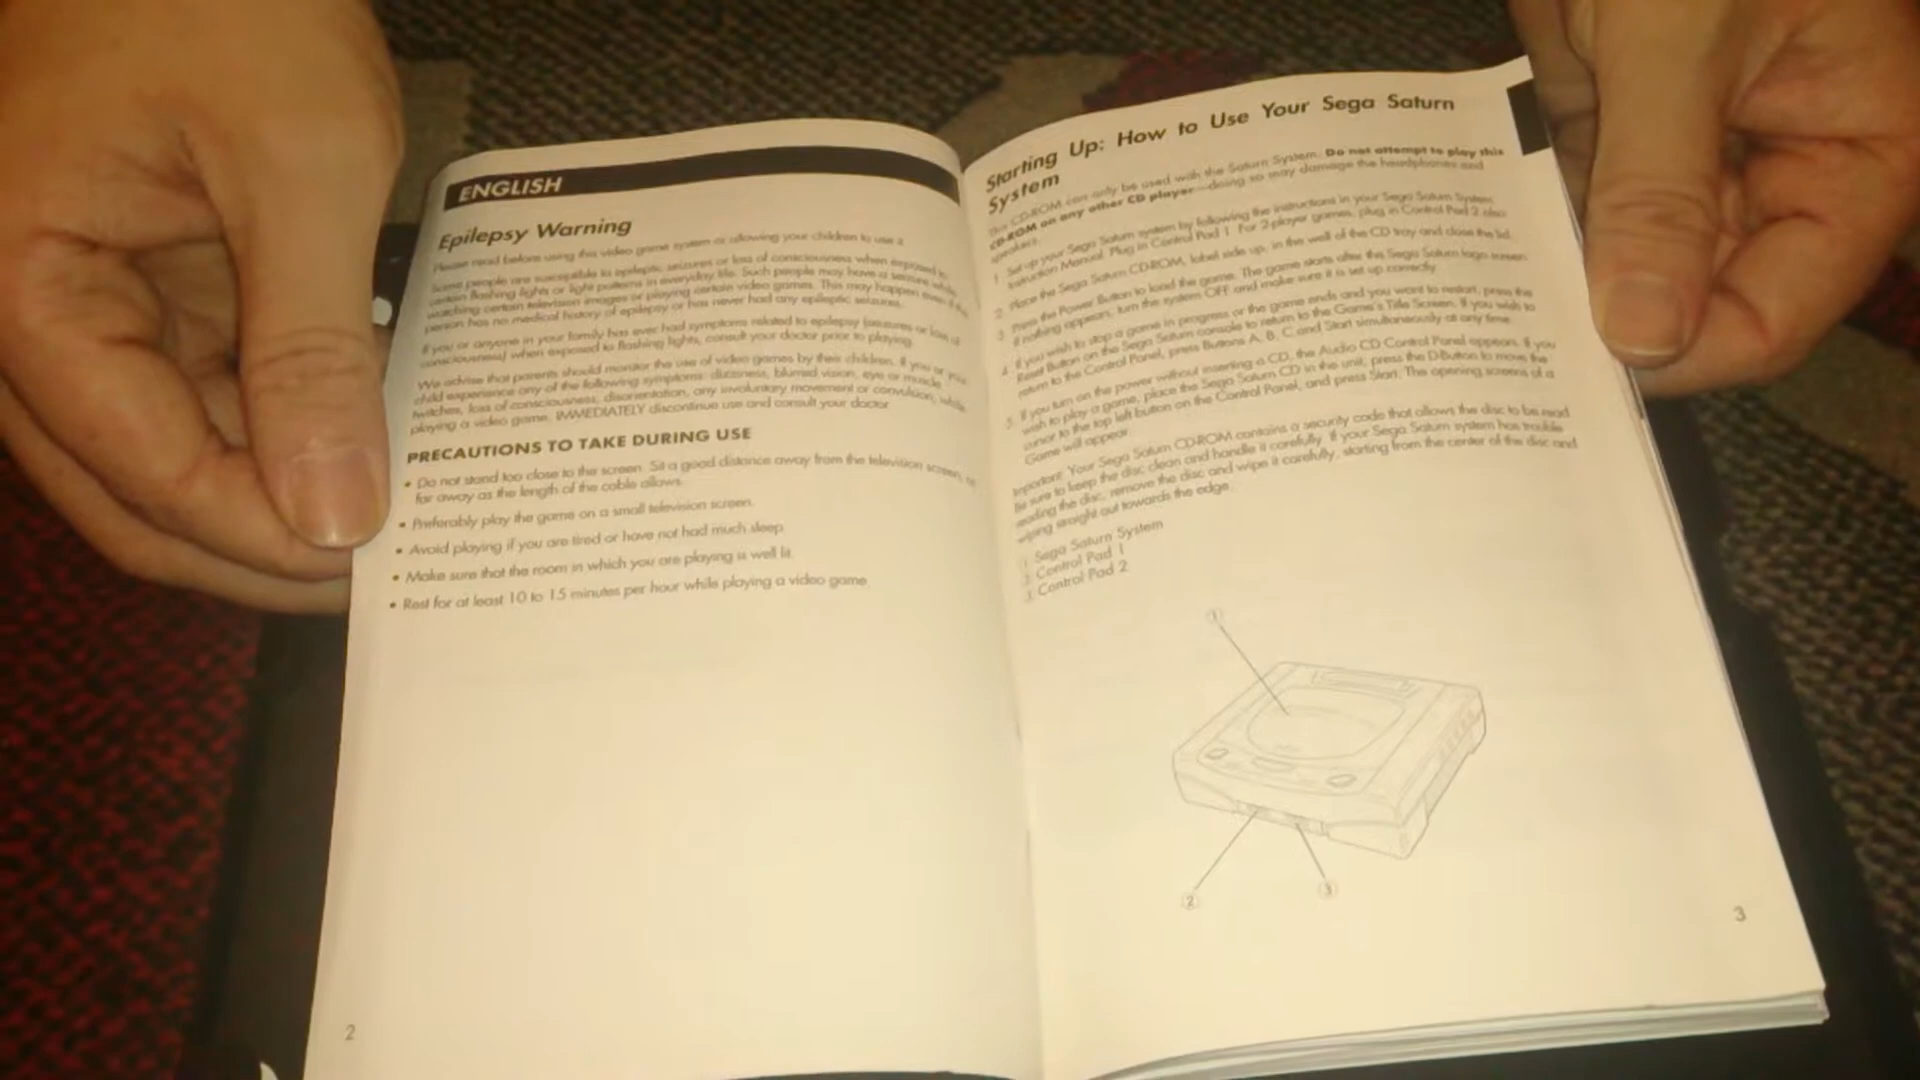 ENGLISH
Epilepsy Warning
Please read before using this video game system or allowing your children to use it
Some people are susceptible to epileptic seizures or loss of consciousness when exposed to
certain flashing lights or light patterns in everyday life. Such people may have a seizure while
watching certain television images or playing certain video games. This may happen even if the
person has no medical history of epilepsy or has never had any epileptic seizures.
If you or anyone in your family has ever had symptoms related to epilepsy (seizures or loss of
consciousness) when exposed to flashing lights, consult your doctor prior to playing.
We advise that parents should monitor the use of video games by their children. If you or your
child experience any of the following symptoms: dizziness, blurred vision, eye or muscle
twitches, loss of consciousness, disorientation, any involuntary movement or convulsion, while
playing a video game, IMMEDIATELY discontinue use and consult your doctor
PRECAUTIONS TO TAKE DURING USE
• Do not stand too close to the screen. Sit a good distance away from the television screen,
far away as the length of the cable allows.
• Preferably play the game on a small television screen.
• Avoid playing if you are tired or have not had much sleep.
• Make sure that the room in which you are playing is well lit.
• Rest for at least 10 to 15 minutes per hour while playing a video game
2
Starting Up: How to Use Your Sega Saturn
System
This CD-ROM can only be used with the Saturn System. Do not attempt to play this
CD-ROM on any other CD player—doing so may damage the headphones and
speakers.
1. Set up your Sega Saturn system by following the instructions in your Sega Saturn System
Instruction Manual. Plug in Control Pad 1. For 2-player games, plug in Control Pad 2 also.
2. Place the Sega Saturn CD-ROM, label side up, in the well of the CD tray and close the lid.
3. Press the Power Button to load the game. The game starts after the Sega Saturn logo screen.
If nothing appears, turn the system OFF and make sure it is set up correctly.
4. If you wish to stop a game in progress or the game ends and you want to restart, press the
Reset Button on the Sega Saturn console to return to the Game's Title Screen. If you wish to
return to the Control Panel, press Buttons A, B, C and Start simultaneously at any time.
5. If you turn on the power without inserting a CD, the Audio CD Control Panel appears. If you
wish to play a game, place the Sega Saturn CD in the unit, press the D-Button to move the
cursor to the top left button on the Control Panel, and press Start. The opening screens of a
Game will appear.
Important: Your Sega Saturn CD-ROM contains a security code that allows the disc to be read.
Be sure to keep the disc clean and handle it carefully. If your Sega Saturn system has trouble
reading the disc, remove the disc and wipe it carefully, starting from the center of the disc and
wiping straight out towards the edge.
1. Sega Saturn System
2. Control Pad 1
3. Control Pad 2
①
②
③
3